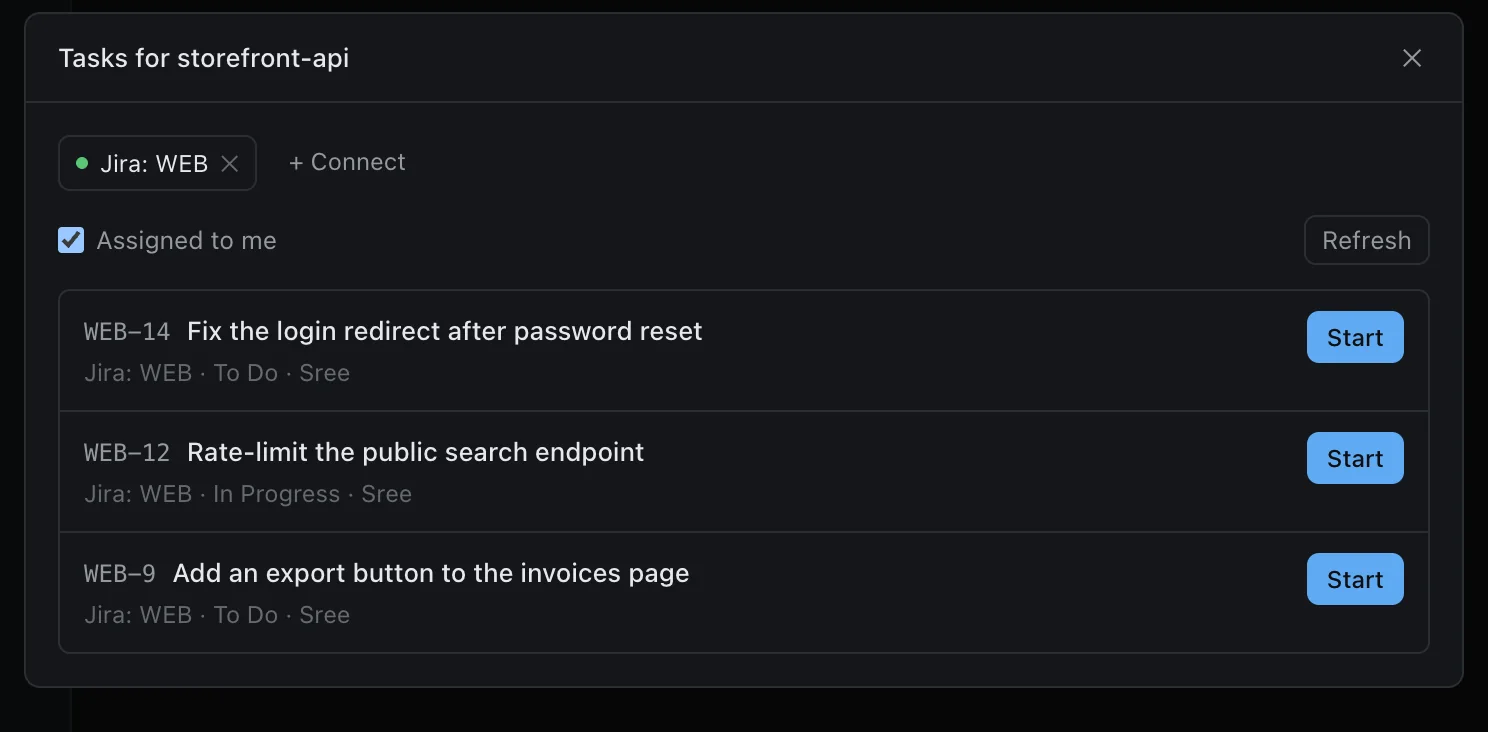 Tasks for storefront-api
Jira: WEB
+ Connect
Assigned to me
Refresh
WEB-14 Fix the login redirect after password reset
Start
Jira: WEB · To Do · Sree
WEB-12 Rate-limit the public search endpoint
Start
Jira: WEB · In Progress · Sree
WEB-9 Add an export button to the invoices page
Start
Jira: WEB · To Do · Sree